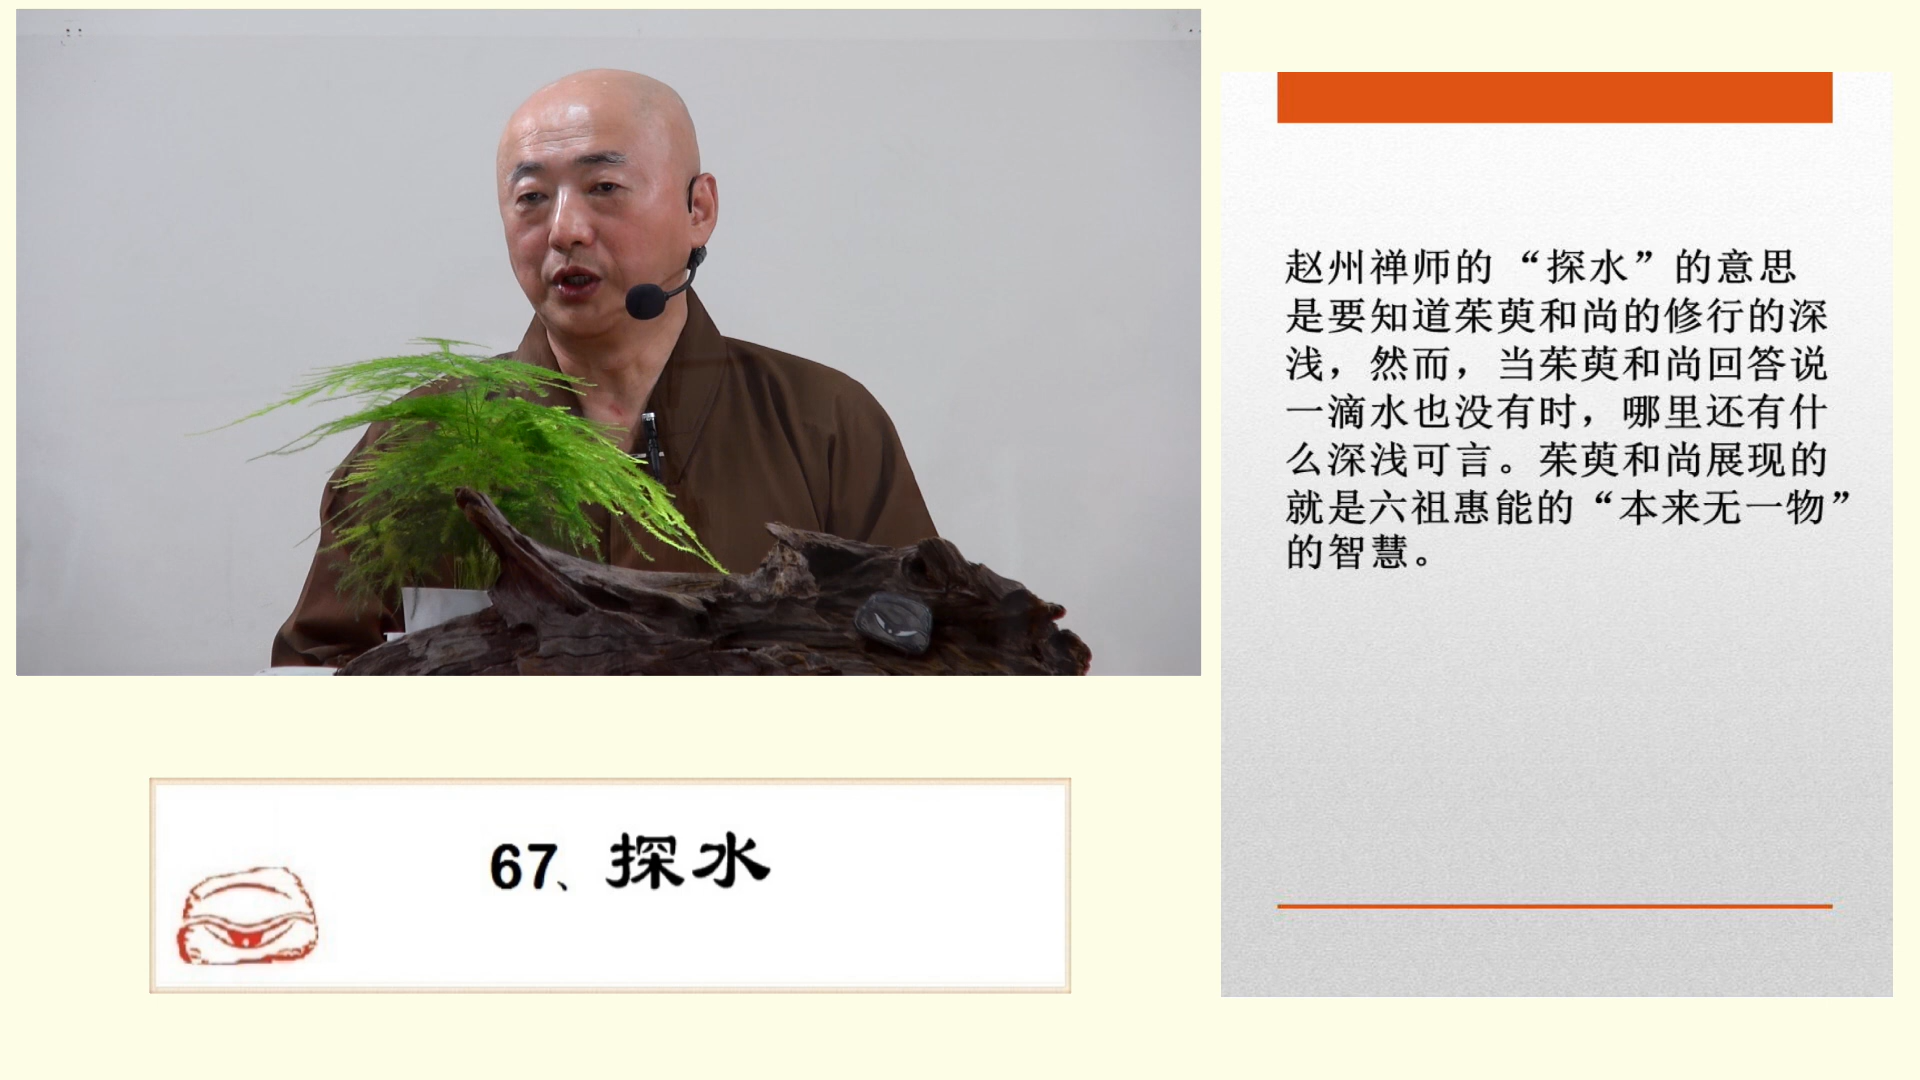 赵州禅师的“探水”的意思
是要知道茱萸和尚的修行的深
浅，然而，当茱萸和尚回答说
一滴水也没有时，哪里还有什
么深浅可言。茱萸和尚展现的
就是六祖惠能的“本来无一物”
的智慧。
67、探水